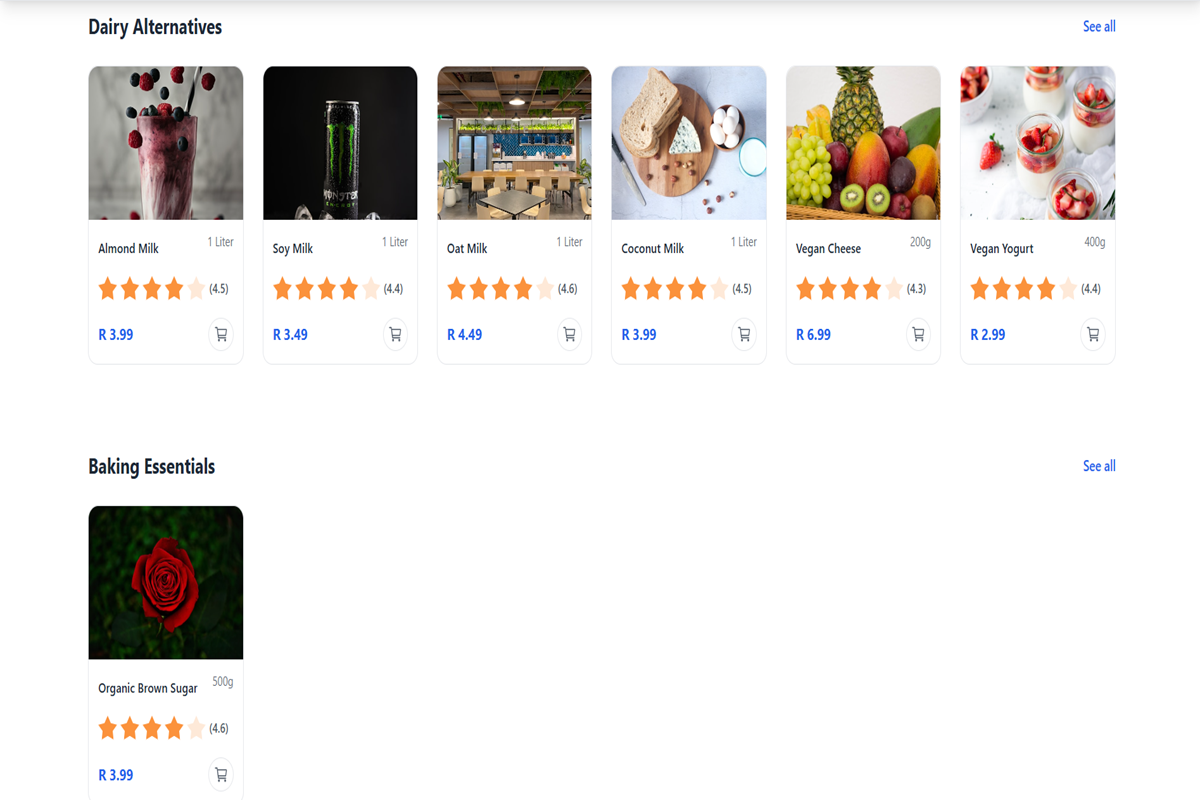 Dairy Alternatives
See all
MONSTER
Almond Milk
1 Liter
(4.5)
R 3.99
Soy Milk
1 Liter
(4.4)
R 3.49
Oat Milk
1 Liter
(4.6)
R 4.49
Coconut Milk
1 Liter
(4.5)
R 3.99
Vegan Cheese
200g
(4.3)
R 6.99
Vegan Yogurt
400g
(4.4)
R 2.99
Baking Essentials
See all
Organic Brown Sugar
500g
(4.6)
R 3.99